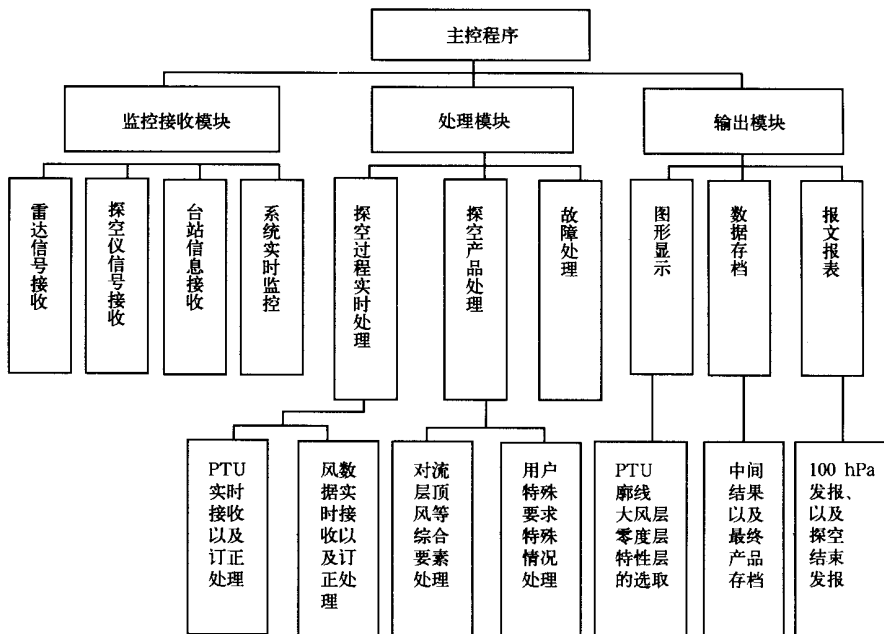 主控程序
监控接收模块
处理模块
输出模块
雷达信号接收
探空仪信号接收
台站信息接收
系统实时监控
探空过程实时处理
探空产品处理
故障处理
图形显示
数据存档
报文报表
PTU
实时
接收
以及
订正
处理
风数
据实
时接
收以
及订
正处
理
对流
层顶
风等
综合
要素
处理
用户
特殊
要求
特殊
情况
处理
PTU
廓线
大风层
零度层
特性层
的选取
中间
结果
以及
最终
产品
存档
100 hPa
发报、
以及
探空
结束
发报